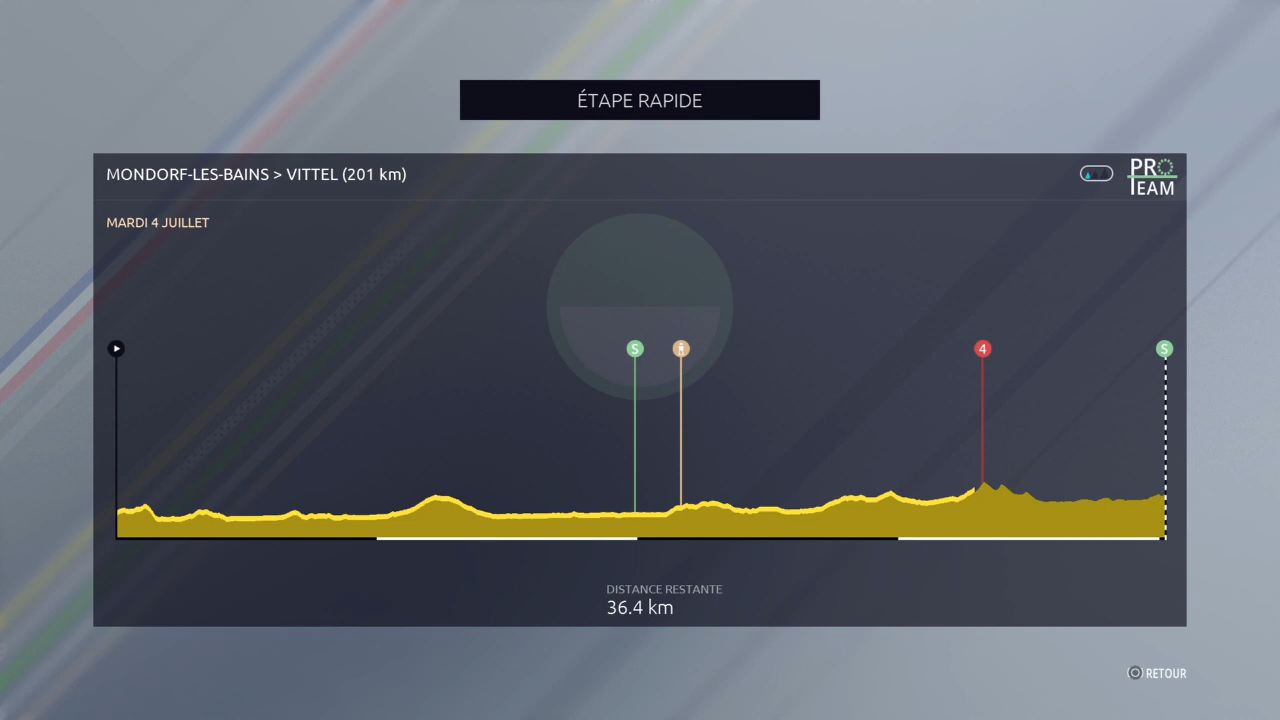 ÉTAPE RAPIDE
MONDORF-LES-BAINS > VITTEL (201 km)
PRO
TEAM
MARDI 4 JUILLET
S
4
S
DISTANCE RESTANTE
36.4 km
RETOUR